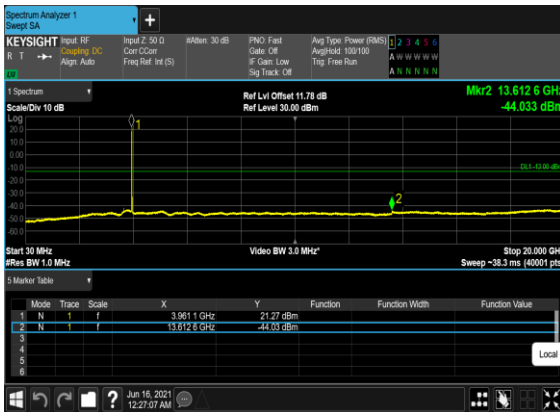 Spectrum Analyzer 1
Swept SA
KEYSIGHT Input: RF Input Z: 50 Ω #Atten: 30 dB PNO: Fast Avg Type: Power (RMS) 1 2 3 4 5 6
R T Coupling: DC Corr CCorr Gate: Off Avg|Hold: 100/100 A W W W W W
Align: Auto Freq Ref: Int (S) IF Gain: Low Trig: Free Run
Sig Track: Off A N N N N N
1 Spectrum Ref Lvl Offset 11.78 dB Mkr2 13.612 6 GHz
Scale/Div 10 dB Ref Level 30.00 dBm -44.033 dBm
Log
20.0
10.0
0.00
-10.0
-20.0
-30.0
-40.0
-50.0
-60.0
1
DL1 -13.00 dBm
2
Start 30 MHz Video BW 3.0 MHz* Stop 20.000 GH
#Res BW 1.0 MHz Sweep ~38.3 ms (40001 pts
5 Marker Table
Mode Trace Scale X Y Function Function Width Function Value
1 N 1 f 3.961 1 GHz 21.27 dBm
2 N 1 f 13.612 6 GHz -44.03 dBm
3
4
5
6
Local
? Jun 16, 2021
12:27:07 AM